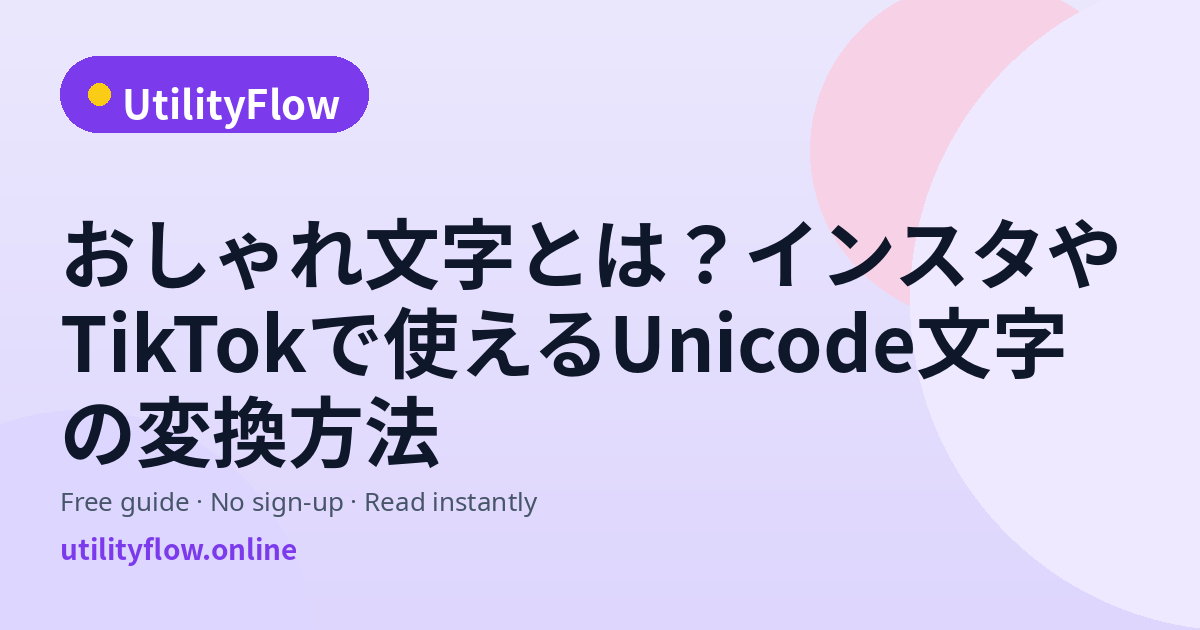 UtilityFlow
おしゃれ文字とは？インスタや
TikTokで使えるUnicode文字
の変換方法
Free guide · No sign-up · Read instantly
utilityflow.online